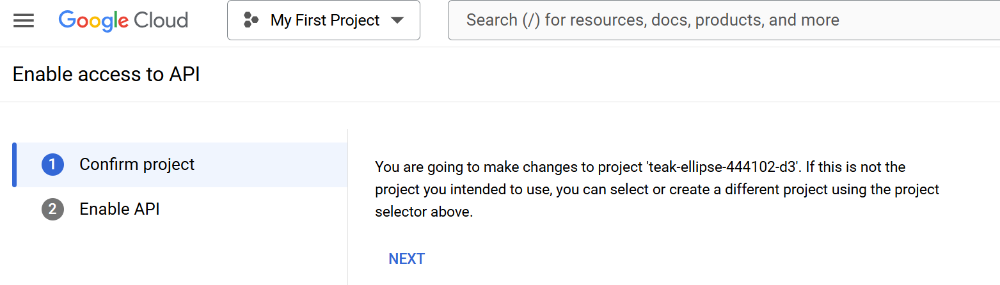 Google Cloud
My First Project
Search (/) for resources, docs, products, and more
Enable access to API
1 Confirm project
2 Enable API
You are going to make changes to project 'teak-ellipse-444102-d3'. If this is not the
project you intended to use, you can select or create a different project using the project
selector above.
NEXT